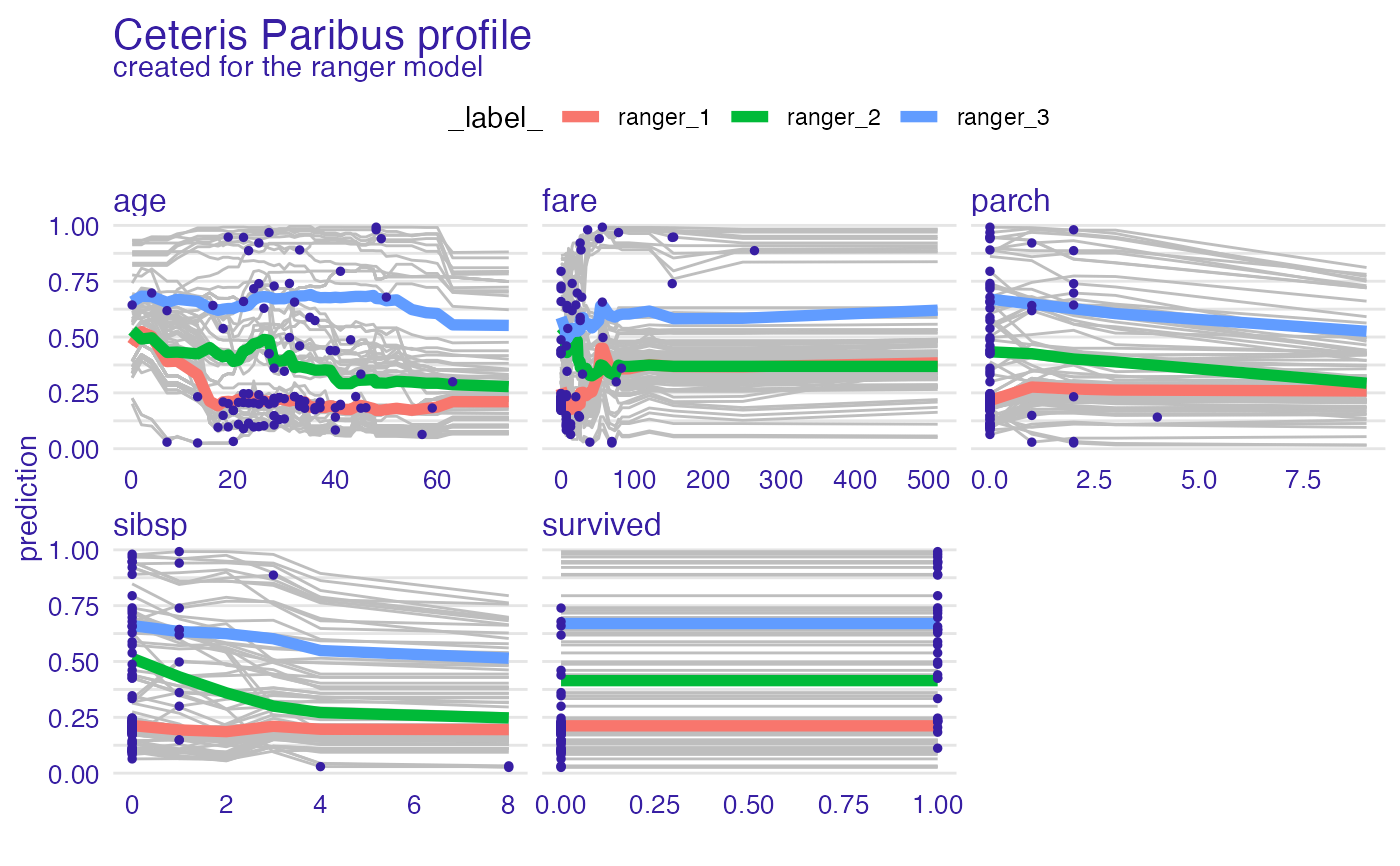 Ceteris Paribus profile
created for the ranger model
_label_ ranger_1 ranger_2 ranger_3
age fare parch
1.00
0.75
0.50
0.25
0.00
0 20 40 60 0 100 200 300 400 500 0.0 2.5 5.0 7.5
prediction
sibsp survived
1.00
0.75
0.50
0.25
0.00
0 2 4 6 8 0.00 0.25 0.50 0.75 1.00